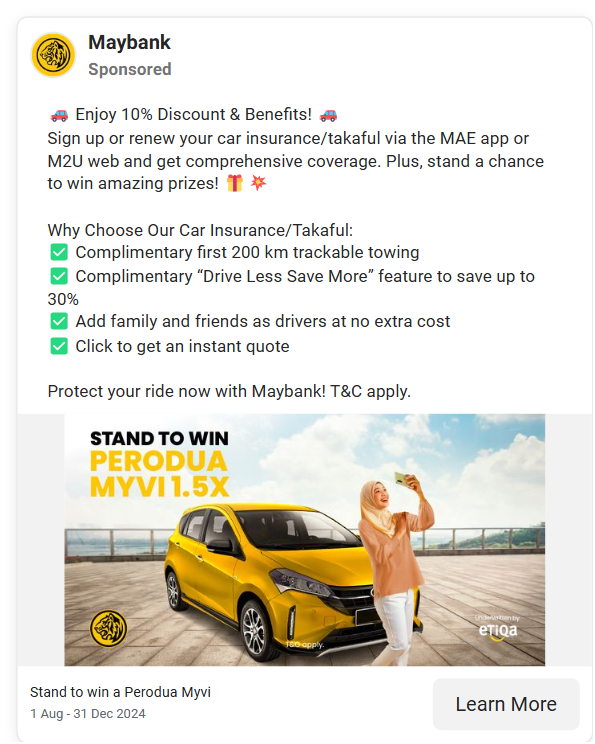 Maybank
Sponsored
🚗 Enjoy 10% Discount & Benefits! 🚗
Sign up or renew your car insurance/takaful via the MAE app or
M2U web and get comprehensive coverage. Plus, stand a chance
to win amazing prizes! 🎁 💥
Why Choose Our Car Insurance/Takaful:
✅ Complimentary first 200 km trackable towing
✅ Complimentary “Drive Less Save More” feature to save up to
30%
✅ Add family and friends as drivers at no extra cost
✅ Click to get an instant quote
Protect your ride now with Maybank! T&C apply.
STAND TO WIN
PERODUA
MYVI 1.5X
Underwritten by
etiqa
T&C apply.
Stand to win a Perodua Myvi
1 Aug - 31 Dec 2024
Learn More